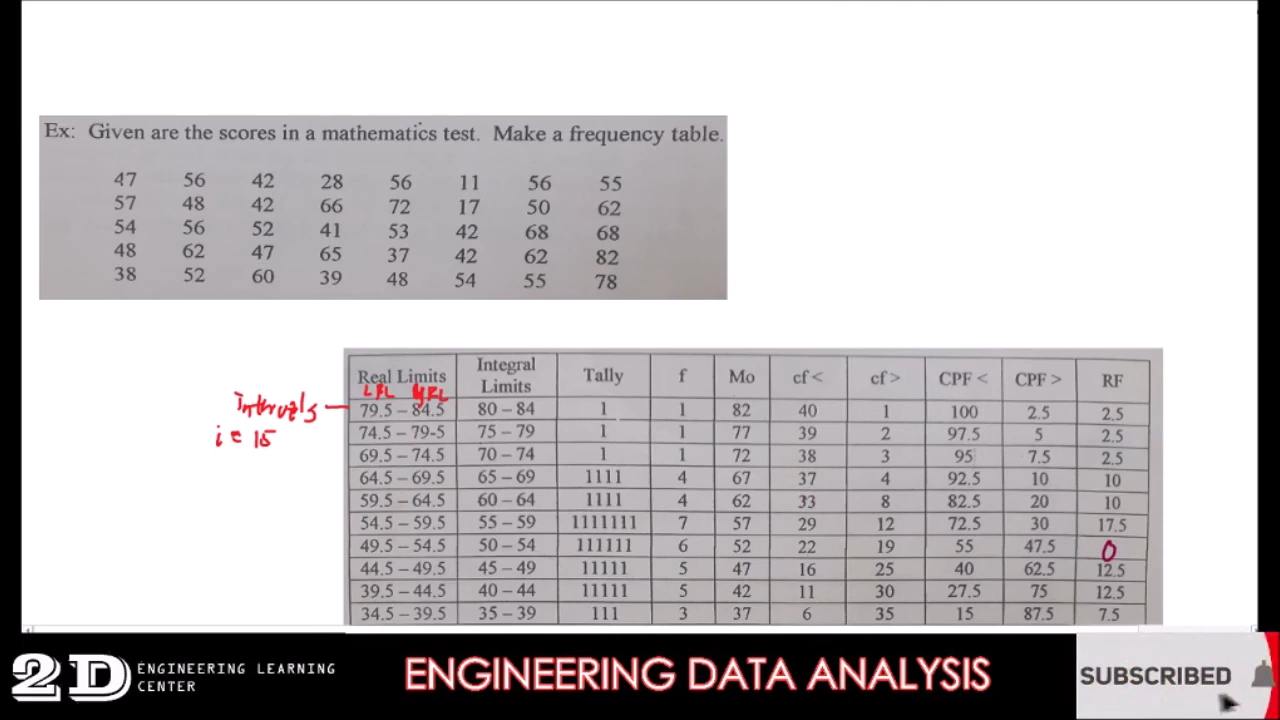 Ex: Given are the scores in a mathematics test. Make a frequency table.
47 56 42 28 56 11 56 55
57 48 42 66 72 17 50 62
54 56 52 41 53 42 68 68
48 62 47 65 37 42 62 82
38 52 60 39 48 54 55 78
Real Limits Integral Limits Tally f Mo cf < cf > CPF < CPF > RF
LRL URL
intervals
79.5 – 84.5 80 – 84 1 1 82 40 1 100 2.5 2.5
i = 15
74.5 – 79-5 75 – 79 1 1 77 39 2 97.5 5 2.5
69.5 – 74.5 70 – 74 1 1 72 38 3 95 7.5 2.5
64.5 – 69.5 65 – 69 1111 4 67 37 4 92.5 10 10
59.5 – 64.5 60 – 64 1111 4 62 33 8 82.5 20 10
54.5 – 59.5 55 – 59 1111111 7 57 29 12 72.5 30 17.5
49.5 – 54.5 50 – 54 111111 6 52 22 19 55 47.5 0
44.5 – 49.5 45 – 49 11111 5 47 16 25 40 62.5 12.5
39.5 – 44.5 40 – 44 11111 5 42 11 30 27.5 75 12.5
34.5 – 39.5 35 – 39 111 3 37 6 35 15 87.5 7.5
2D ENGINEERING LEARNING CENTER
ENGINEERING DATA ANALYSIS
SUBSCRIBED